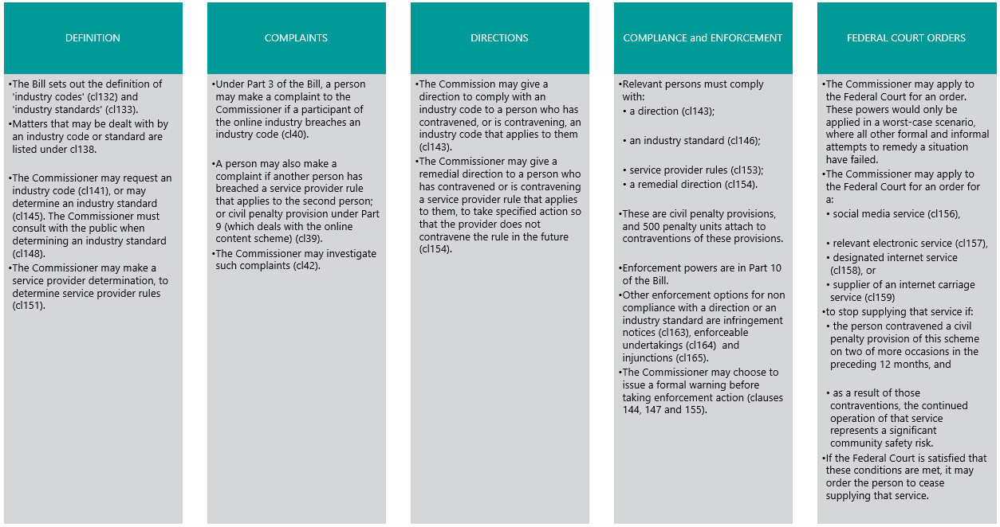 DEFINITION
•The Bill sets out the definition of
'industry codes' (cl132) and
'industry standards' (cl133).
•Matters that may be dealt with by
an industry code or standard are
listed under cl138.
•The Commissioner may request an
industry code (cl141), or may
determine an industry standard
(cl145). The Commissioner must
consult with the public when
determining an industry standard
(cl148).
•The Commissioner may make a
service provider determination, to
determine service provider rules
(cl151).
COMPLAINTS
•Under Part 3 of the Bill, a person
may make a complaint to the
Commissioner if a participant of
the online industry breaches an
industry code (cl40).
•A person may also make a
complaint if another person has
breached a service provider rule
that applies to the second person;
or civil penalty provision under Part
9 (which deals with the online
content scheme) (cl39).
•The Commissioner may investigate
such complaints (cl42).
DIRECTIONS
•The Commission may give a
direction to comply with an
industry code to a person who has
contravened, or is contravening, an
industry code that applies to them
(cl143).
•The Commissioner may give a
remedial direction to a person who
has contravened or is contravening
a service provider rule that applies
to them, to take specified action so
that the provider does not
contravene the rule in the future
(cl154).
COMPLIANCE and ENFORCEMENT
•Relevant persons must comply
with:
• a direction (cl143);
• an industry standard (cl146);
• service provider rules (cl153);
• a remedial direction (cl154).
•These are civil penalty provisions,
and 500 penalty units attach to
contraventions of these provisions.
•Enforcement powers are in Part 10
of the Bill.
•Other enforcement options for non
compliance with a direction or an
industry standard are infringement
notices (cl163), enforceable
undertakings (cl164) and
injunctions (cl165).
•The Commissioner may choose to
issue a formal warning before
taking enforcement action (clauses
144, 147 and 155).
FEDERAL COURT ORDERS
•The Commissioner may apply to
the Federal Court for an order.
These powers would only be
applied in a worst-case scenario,
where all other formal and informal
attempts to remedy a situation
have failed.
•The Commissioner may apply to
the Federal Court for an order for
a:
• social media service (cl156),
• relevant electronic service (cl157),
• designated internet service
(cl158), or
• supplier of an internet carriage
service (cl159)
•to stop supplying that service if:
• the person contravened a civil
penalty provision of this scheme
on two of more occasions in the
preceding 12 months, and
• as a result of those
contraventions, the continued
operation of that service
represents a significant
community safety risk.
•If the Federal Court is satisfied that
these conditions are met, it may
order the person to cease
supplying that service.